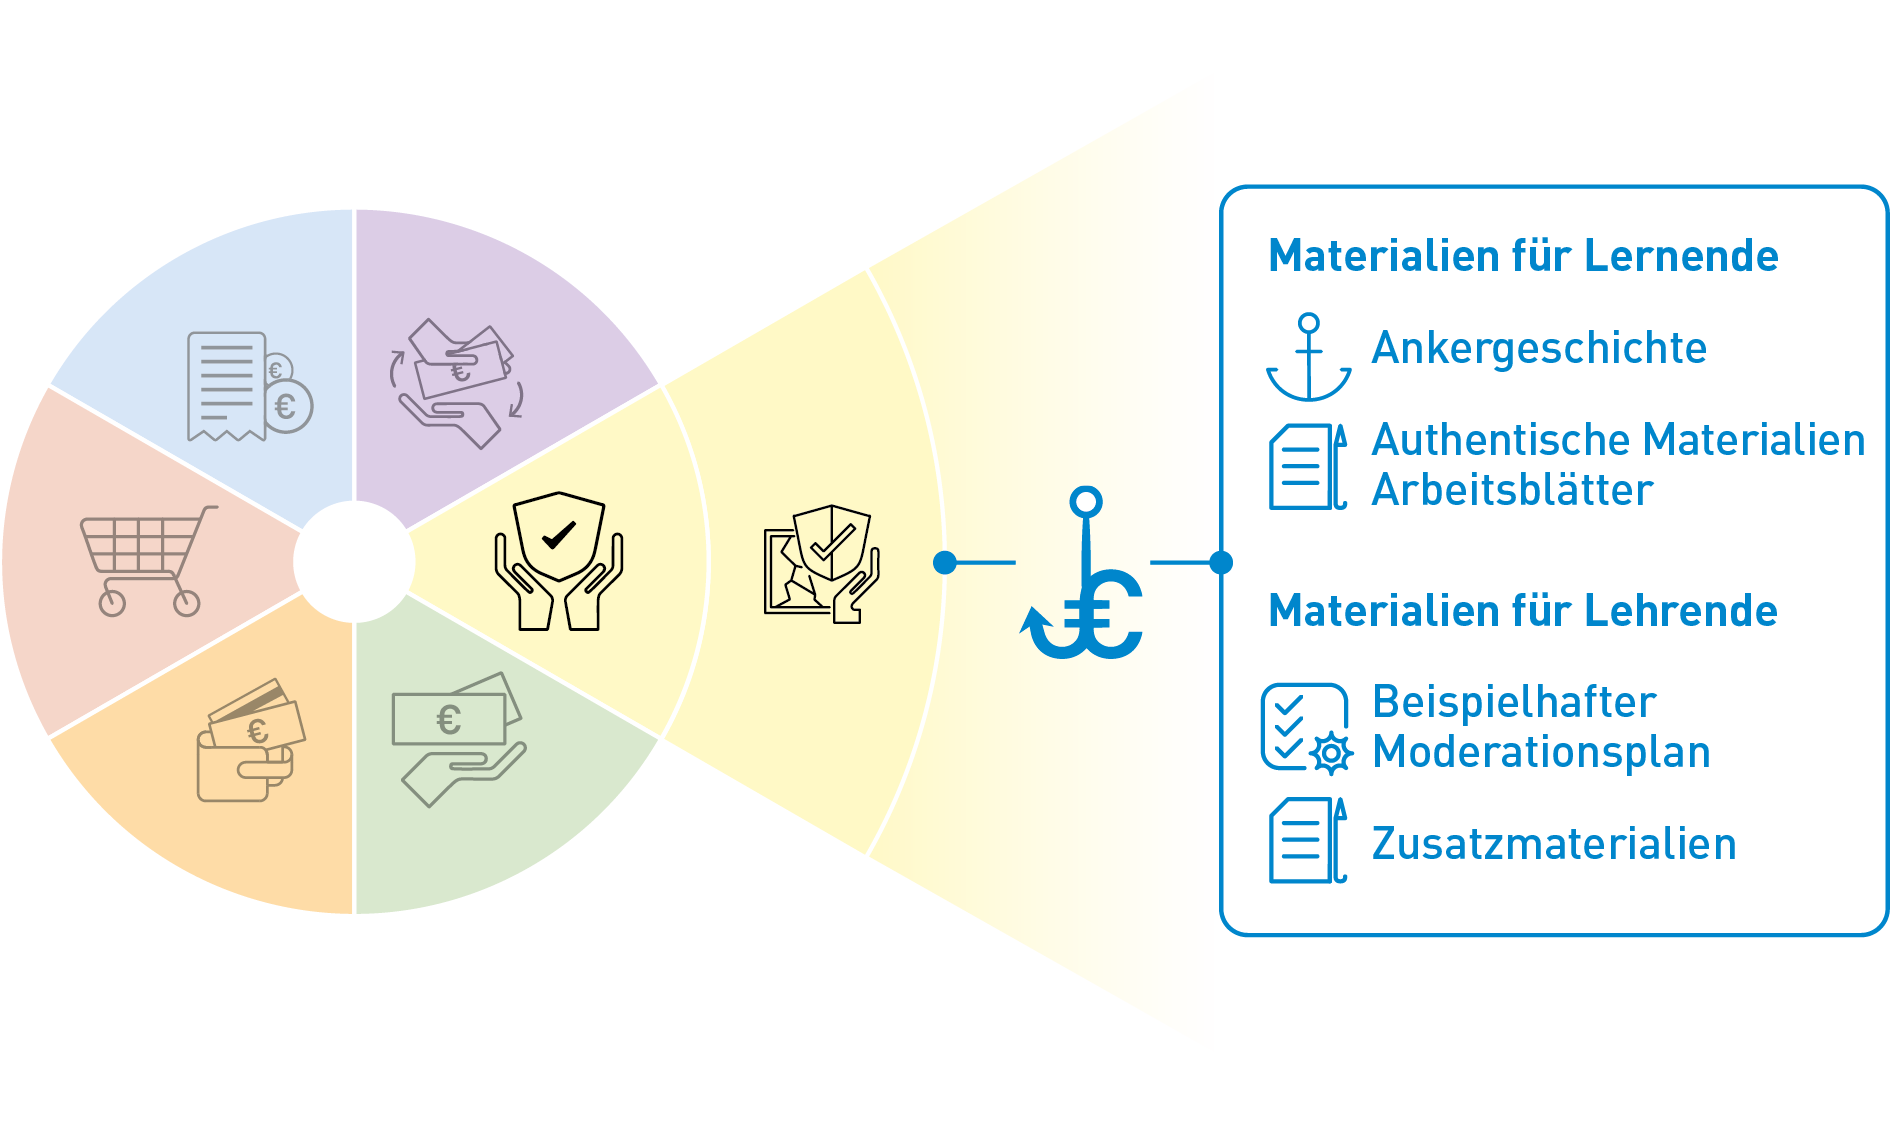 Materialien für Lernende
Ankergeschichte
Authentische Materialien
Arbeitsblätter
Materialien für Lehrende
Beispielhafter
Moderationsplan
Zusatzmaterialien
€
€
€
€
€